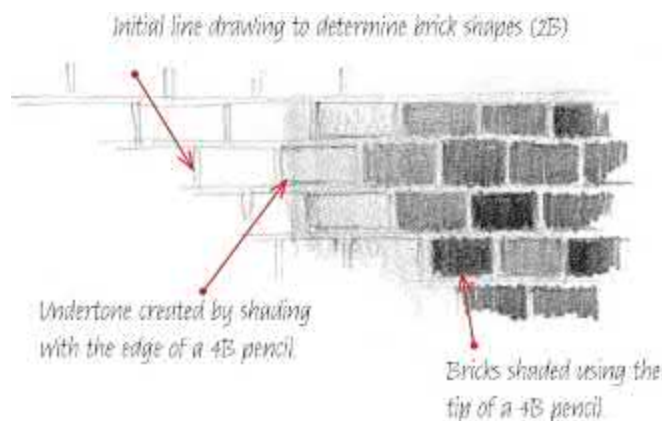 Initial line drawing to determine brick shapes (2B)
Undertone created by shading
with the edge of a 4B pencil.
Bricks shaded using the
tip of a 4B pencil.